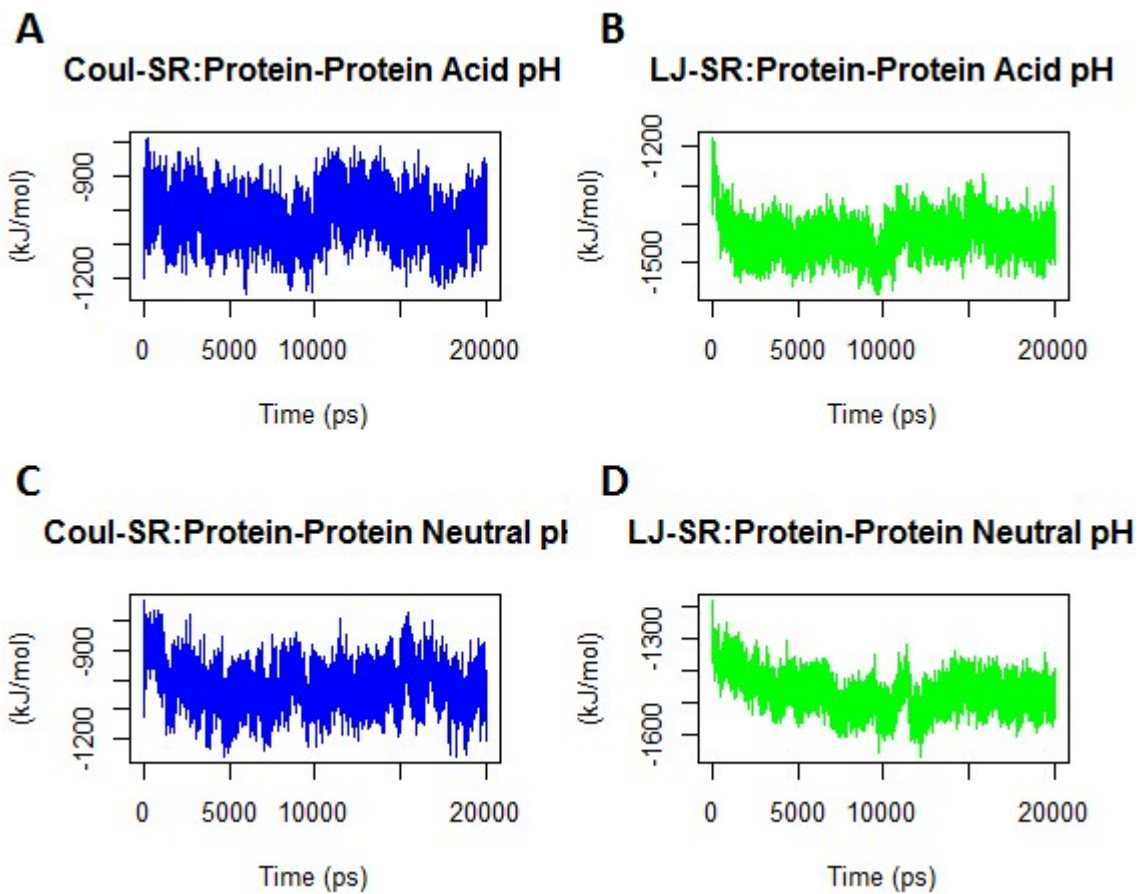 A
Coul-SR:Protein-Protein Acid pH
(kJ/mol)
-900
-1200
0 5000 10000 20000
Time (ps)
B
LJ-SR:Protein-Protein Acid pH
(kJ/mol)
-1200
-1500
0 5000 10000 20000
Time (ps)
C
Coul-SR:Protein-Protein Neutral pH
(kJ/mol)
-900
-1200
0 5000 10000 20000
Time (ps)
D
LJ-SR:Protein-Protein Neutral pH
(kJ/mol)
-1300
-1600
0 5000 10000 20000
Time (ps)